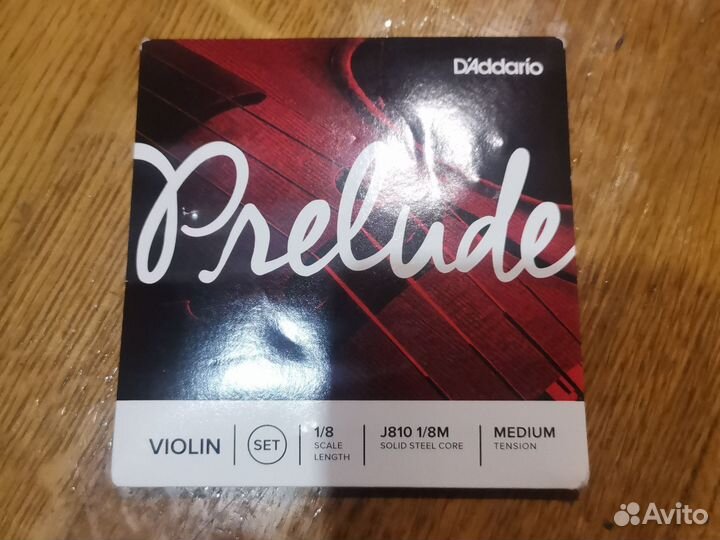 D'Addario
Prelude
VIOLIN
SET
1/8
SCALE
LENGTH
J810 1/8M
SOLID STEEL CORE
MEDIUM
TENSION
Avito